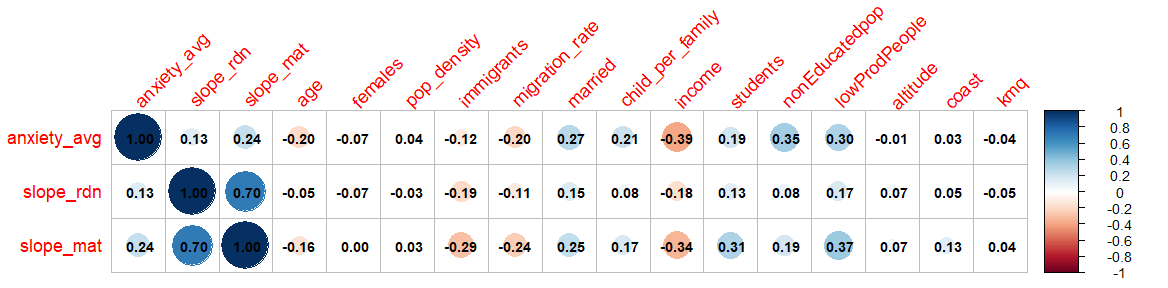 anxiety_avg slope_rdn slope_mat age females pop_density immigrants migration_rate married child_per_family income students nonEducatedpop lowProdPeople altitude coast kmq
anxiety_avg 1.00 0.13 0.24 -0.20 -0.07 0.04 -0.12 -0.20 0.27 0.21 -0.39 0.19 0.35 0.30 -0.01 0.03 -0.04
slope_rdn 0.13 1.00 0.70 -0.05 -0.07 -0.03 -0.19 -0.11 0.15 0.08 -0.18 0.13 0.08 0.17 0.07 0.05 -0.05
slope_mat 0.24 0.70 1.00 -0.16 0.00 0.03 -0.29 -0.24 0.25 0.17 -0.34 0.31 0.19 0.37 0.07 0.13 0.04
1
0.8
0.6
0.4
0.2
0
-0.2
-0.4
-0.6
-0.8
-1